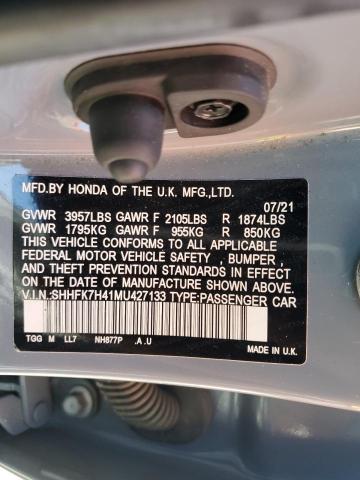 MFD.BY HONDA OF THE U.K. MFG.,LTD.
07/21
GVWR 3957LBS GAWR F 2105LBS R 1874LBS
GVWR 1795KG GAWR F 955KG R 850KG
THIS VEHICLE CONFORMS TO ALL APPLICABLE
FEDERAL MOTOR VEHICLE SAFETY , BUMPER ,
AND THEFT PREVENTION STANDARDS IN EFFECT
ON THE DATE OF MANUFACTURE SHOWN ABOVE.
V.I.N.:SHHFK7H41MU427133 TYPE:PASSENGER CAR
TGG M LL7 NH877P .A.U MADE IN U.K.